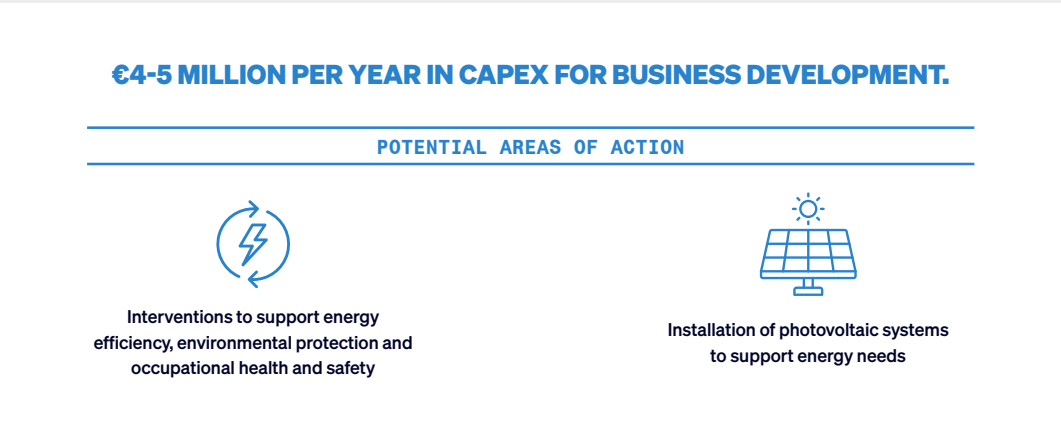 €4-5 MILLION PER YEAR IN CAPEX FOR BUSINESS DEVELOPMENT.
POTENTIAL AREAS OF ACTION
Interventions to support energy
efficiency, environmental protection and
occupational health and safety
Installation of photovoltaic systems
to support energy needs